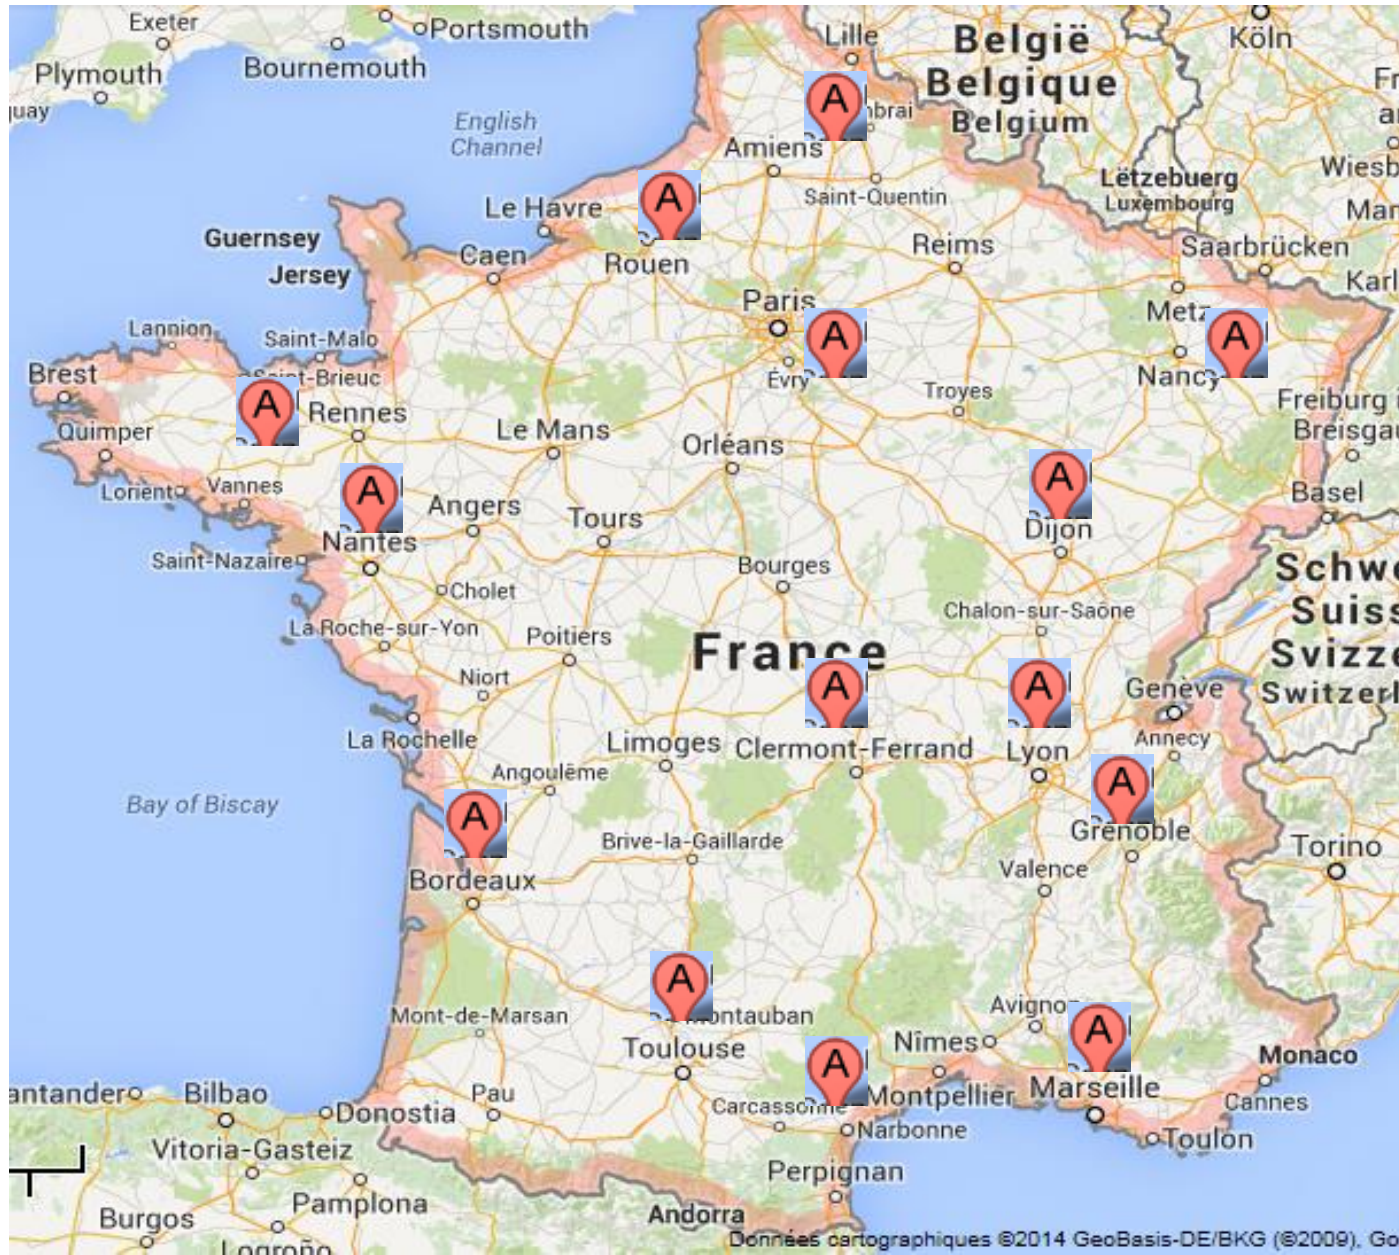 Exeter
Portsmouth
Plymouth
Bournemouth
English
Channel
Lille
België
Belgique
Belgium
Köln
A
Amiens
Saint-Quentin
Lëtzebuerg
Luxembourg
A
Le Havre
Guernsey
Jersey
Caen
Rouen
Reims
Saarbrücken
Paris
Metz
A
A
Évry
Nancy
Lannion
Saint-Malo
Saint-Brieuc
Brest
A
Rennes
Quimper
Troyes
Le Mans
Orléans
Lorient
Vannes
A
Angers
Tours
A
Dijon
Basel
Nantes
Saint-Nazaire
Cholet
Bourges
Chalon-sur-Saône
La Roche-sur-Yon
Poitiers
France
Niort
A
A
Genève
La Rochelle
Limoges
Clermont-Ferrand
Lyon
Annecy
Angoulême
A
Bay of Biscay
A
Grenoble
Brive-la-Gaillarde
Torino
Bordeaux
Valence
A
Mont-de-Marsan
Avignon
A
Toulouse
Nîmes
Monaco
A
Bilbao
Donostia
Pau
Carcassonne
Montpellier
Marseille
Cannes
Narbonne
Toulon
Vitoria-Gasteiz
Perpignan
Pamplona
Andorra
Burgos
Logroño
Données cartographiques ©2014 GeoBasis-DE/BKG (©2009),